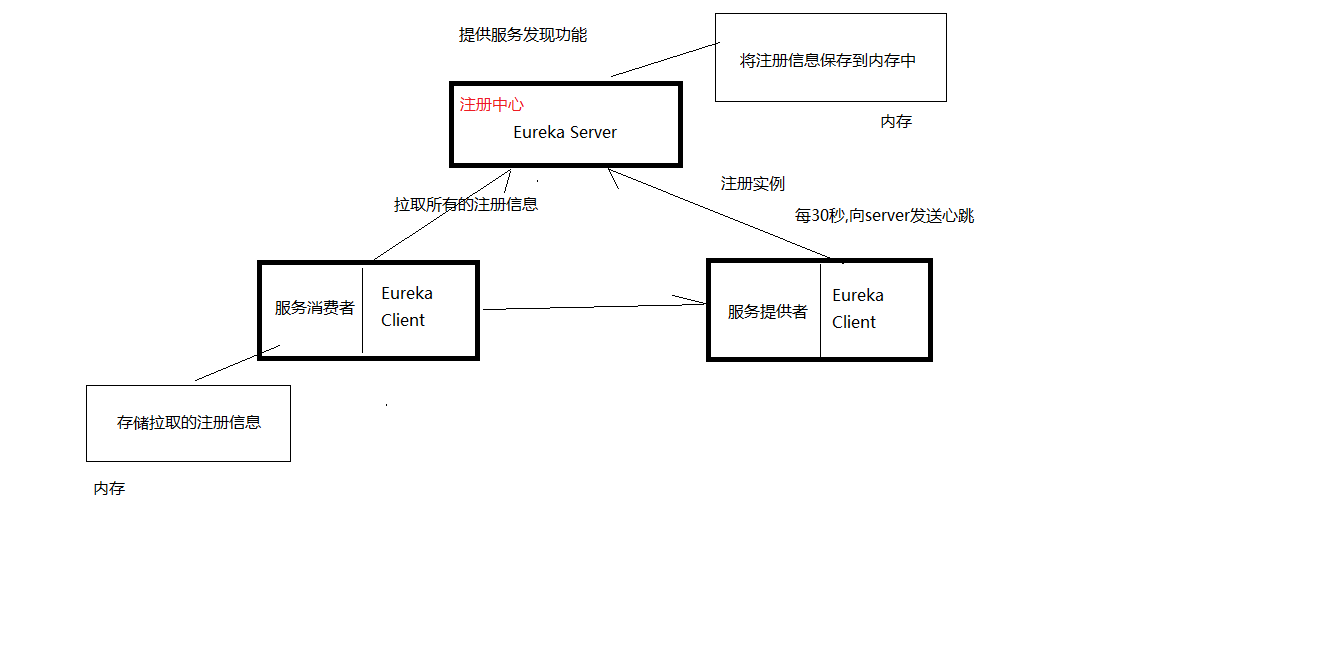 提供服务发现功能
将注册信息保存到内存中
注册中心
Eureka Server
内存
注册实例
拉取所有的注册信息
每30秒,向server发送心跳
服务消费者
Eureka
Client
服务提供者
Eureka
Client
存储拉取的注册信息
内存